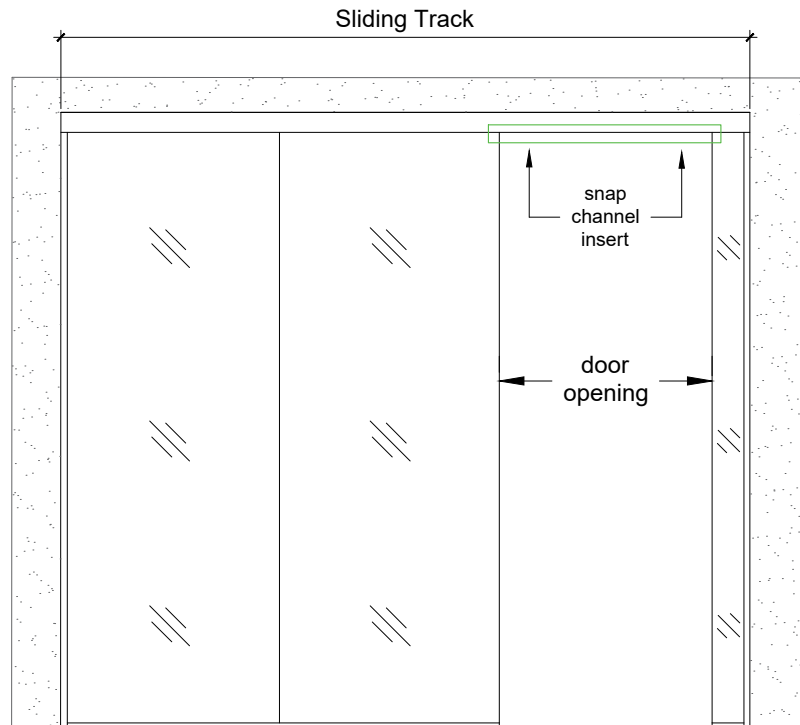 Sliding Track
snap
channel
insert
door
opening